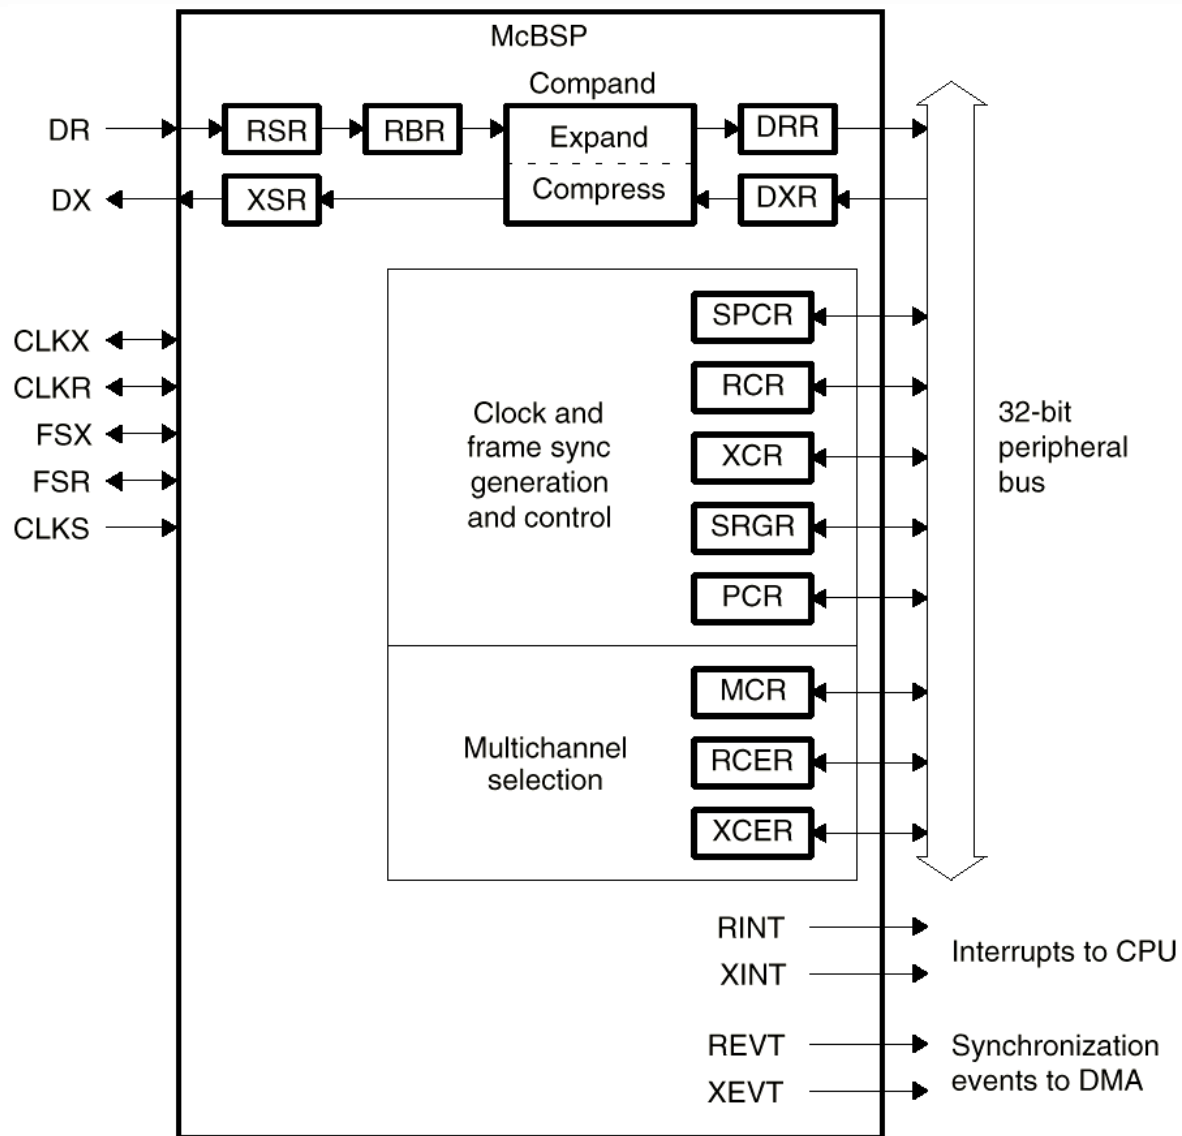 McBSP
Compand
DR
RSR
RBR
Expand
DRR
DX
XSR
Compress
DXR
SPCR
CLKX
CLKR
RCR
FSX
FSR
CLKS
Clock and
frame sync
generation
and control
XCR
SRGR
PCR
32-bit
peripheral
bus
MCR
Multichannel
selection
RCER
XCER
RINT
XINT
Interrupts to CPU
REVT
XEVT
Synchronization
events to DMA